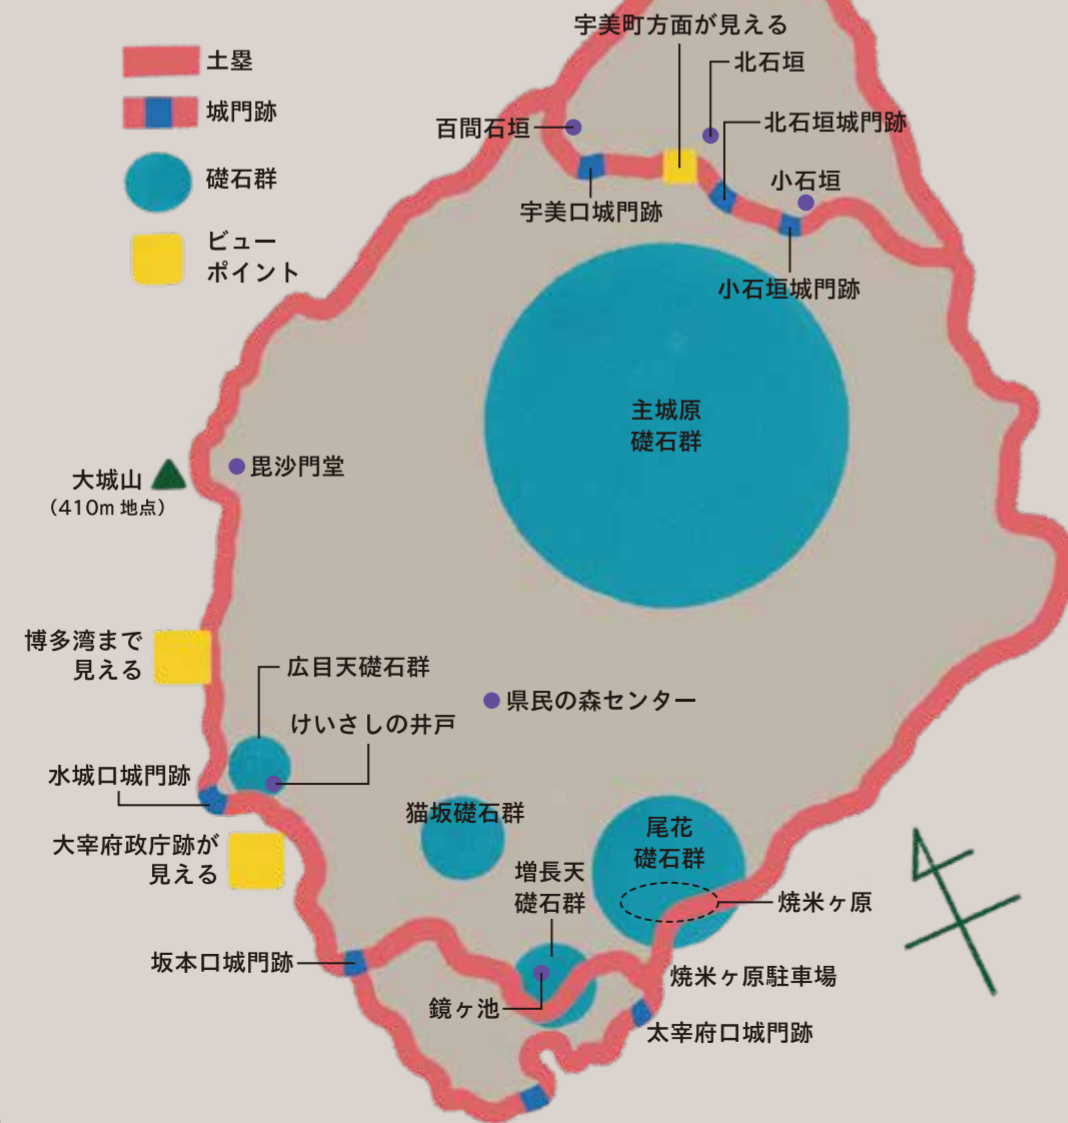 土塁
城門跡
礎石群
ビュー
ポイント
宇美町方面が見える
北石垣
百間石垣
北石垣城門跡
小石垣
宇美口城門跡
小石垣城門跡
主城原
礎石群
大城山
（410m 地点）
毘沙門堂
博多湾まで
見える
広目天礎石群
県民の森センター
けいさしの井戸
水城口城門跡
猫坂礎石群
尾花
礎石群
大宰府政庁跡が
見える
増長天
礎石群
焼米ヶ原
坂本口城門跡
焼米ヶ原駐車場
鏡ヶ池
太宰府口城門跡